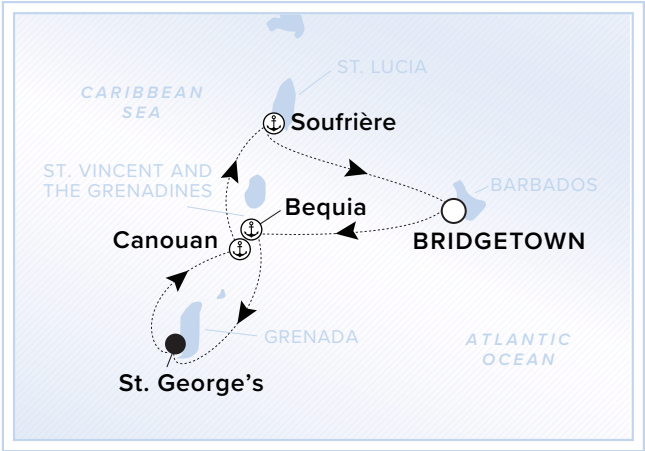 ST. LUCIA
CARIBBEAN
SEA
Soufrière
ST. VINCENT AND
THE GRENADINES
BARBADOS
Bequia
Canouan
BRIDGETOWN
GRENADA
ATLANTIC
OCEAN
St. George’s